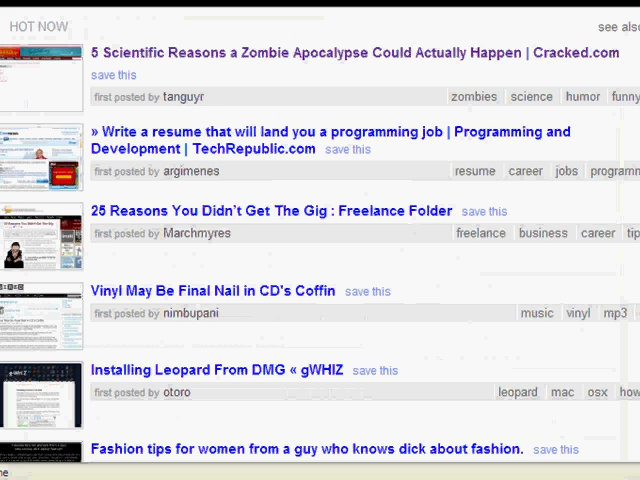 HOT NOW
see also
5 Scientific Reasons a Zombie Apocalypse Could Actually Happen | Cracked.com
save this
first posted by tanguyr zombies science humor funny
» Write a resume that will land you a programming job | Programming and
Development | TechRepublic.com save this
first posted by argimenes resume career jobs programm
25 Reasons You Didn't Get The Gig : Freelance Folder save this
first posted by Marchmyres freelance business career tip
Vinyl May Be Final Nail in CD's Coffin save this
first posted by nimbupani music vinyl mp3
Installing Leopard From DMG « gWHIZ save this
first posted by otoro leopard mac osx how
Fashion tips for women from a guy who knows dick about fashion. save this
ne